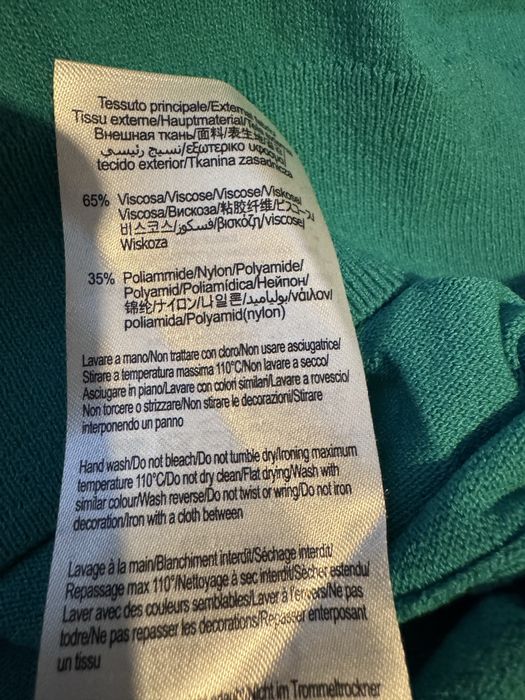 Tessuto principale/Externe
Tissu externe/Hauptmaterial/
Внешняя ткань/面料/表生地/
نسيج رئيسي/εξωτερικο υφασμα/
tecido exterior/Tkanina zasadnicza
65% Viscosa/Viscose/Viscose/Viskose/
Viscosa/Вискоза/粘胶纤维/ビスコース/
비스코스/فسكوز/βισκόζη/viscose/
Wiskoza
35% Poliammide/Nylon/Polyamide/
Polyamid/Poliamídica/Нейлон/
锦纶/ナイロン/나일론/بولياميد/νάιλον/
poliamida/Polyamid(nylon)
Lavare a mano/Non trattare con cloro/Non usare asciugatrice/
Stirare a temperatura massima 110°C/Non lavare a secco/
Asciugare in piano/Lavare con colori similari/Lavare a rovescio/
Non torcere o strizzare/Non stirare le decorazioni/Stirare
interponendo un panno
Hand wash/Do not bleach/Do not tumble dry/Ironing maximum
temperature 110°C/Do not dry clean/Flat drying/Wash with
similar colour/Wash reverse/Do not twist or wring/Do not iron
decoration/Iron with a cloth between
Lavage à la main/Blanchiment interdit/Séchage interdit/
Repassage max 110°/Nettoyage à sec interdit/Sécher estendu/
Laver avec des couleurs semblables/Laver à l'envers/Ne pas
todre/Ne pas repasser les decorations/Repasser enterposant
un tissu
erlaubt/Nicht im Trommeltrockner